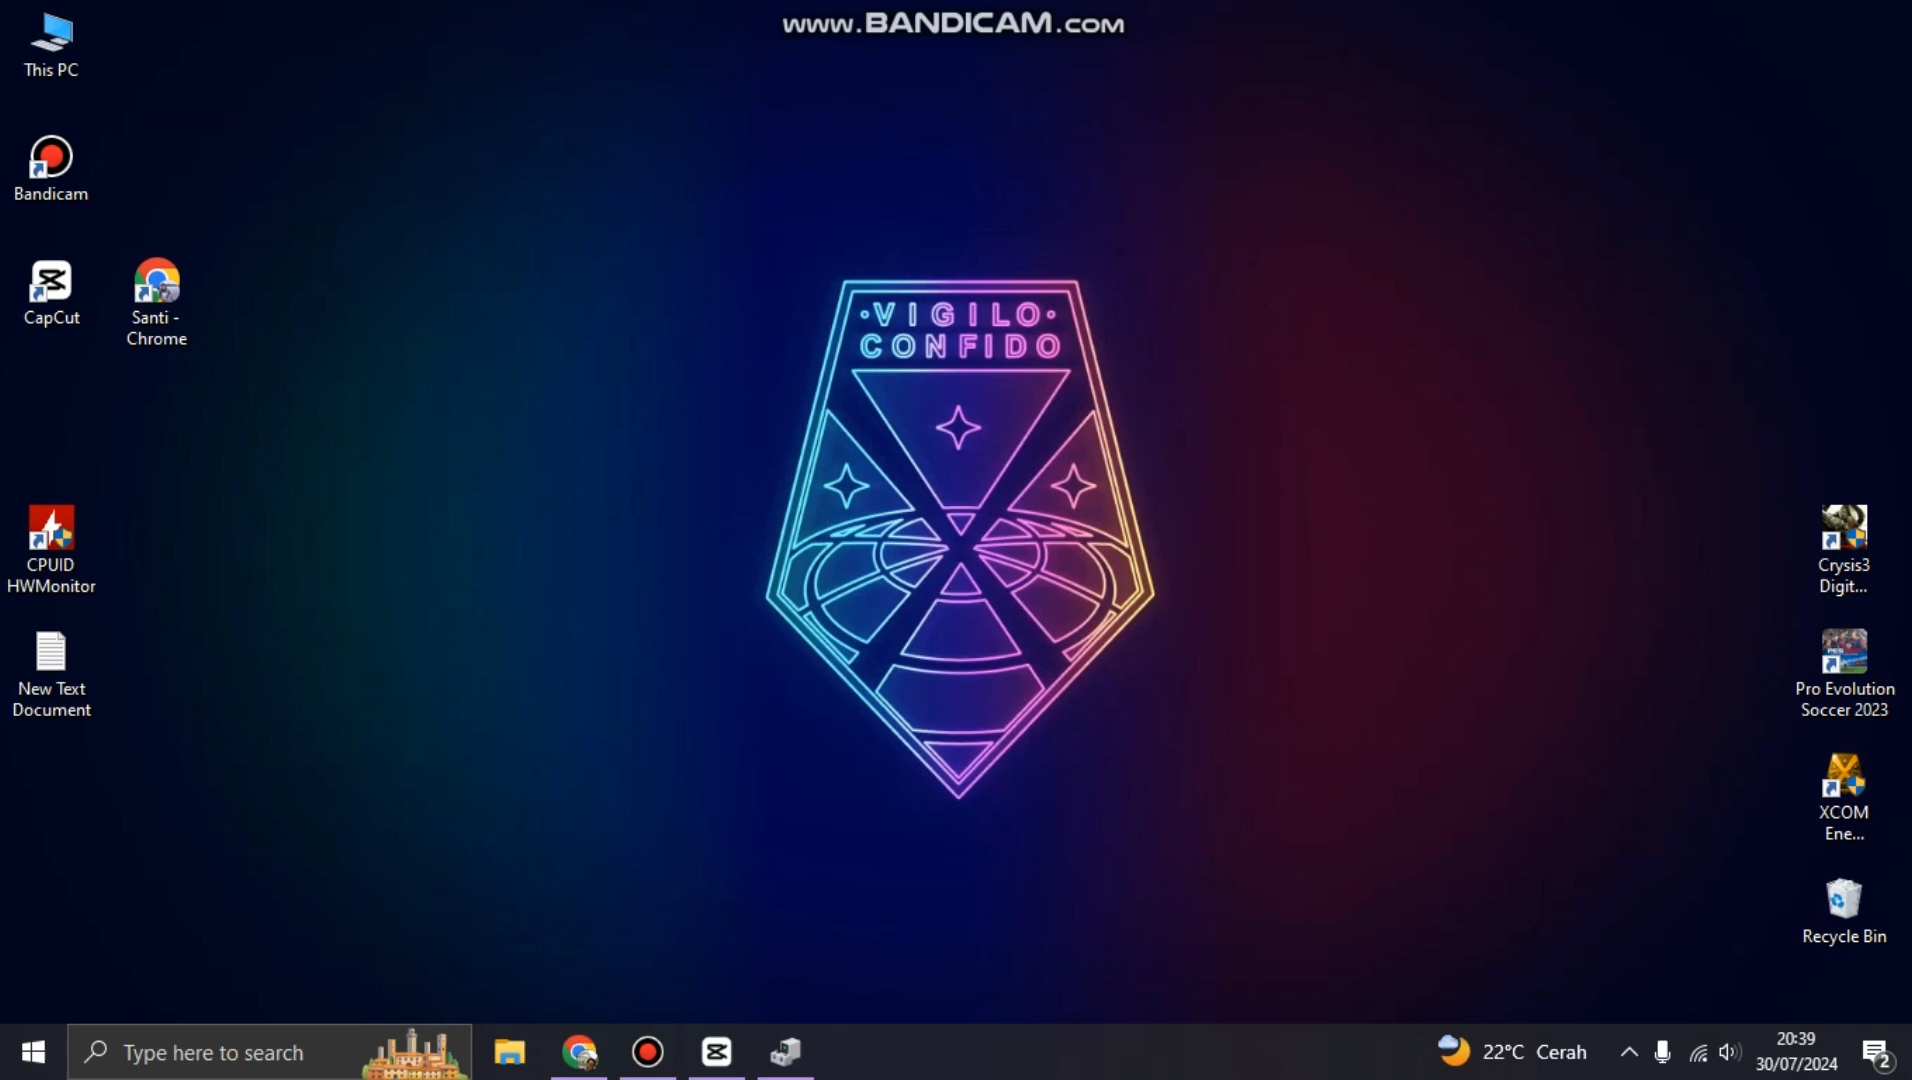 www.BANDICAM.com
This PC
Bandicam
CapCut
Santi -
Chrome
·VIGILO·
CONFIDO
CPUID
HWMonitor
New Text
Document
Crysis3
Digit...
Pro Evolution
Soccer 2023
XCOM
Ene...
Recycle Bin
Type here to search
22°C Cerah
20:39
30/07/2024
2